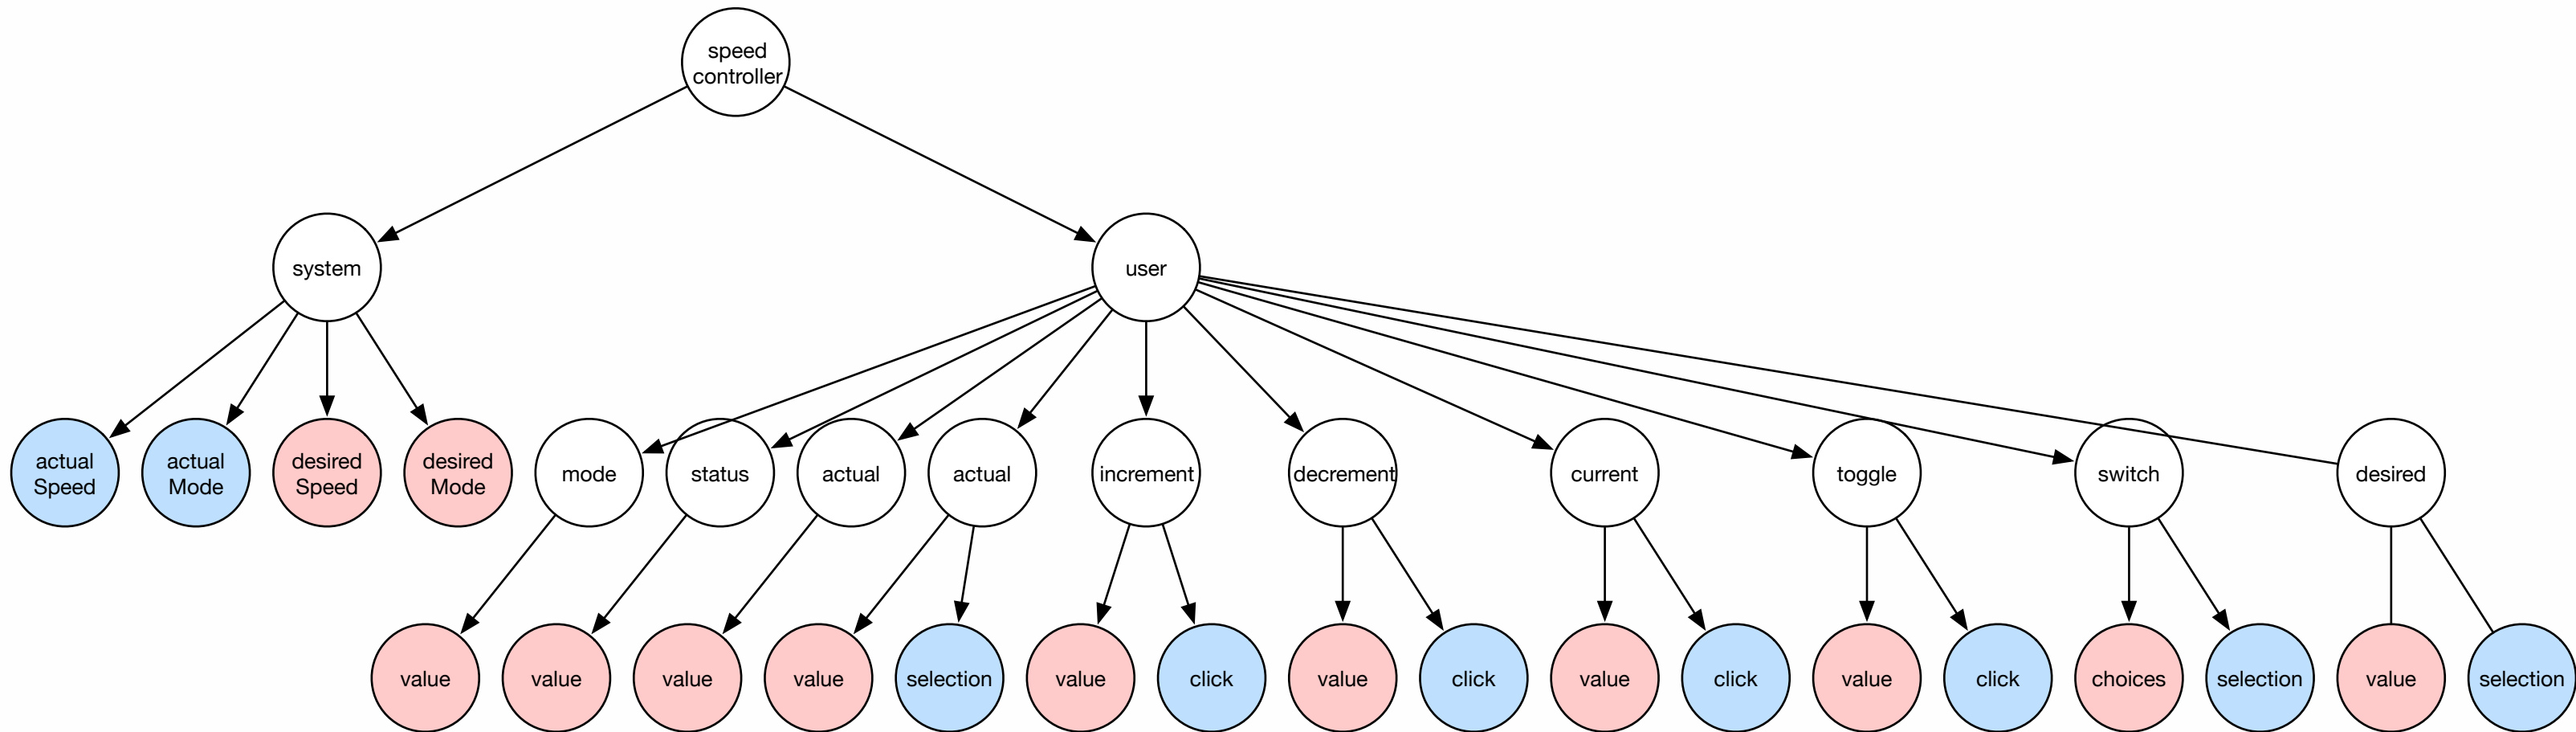 speed
controller
system
user
actual
Speed
actual
Mode
desired
Speed
desired
Mode
mode
status
actual
actual
increment
decrement
current
toggle
switch
desired
value
value
value
value
selection
value
click
value
click
value
click
value
click
choices
selection
value
selection